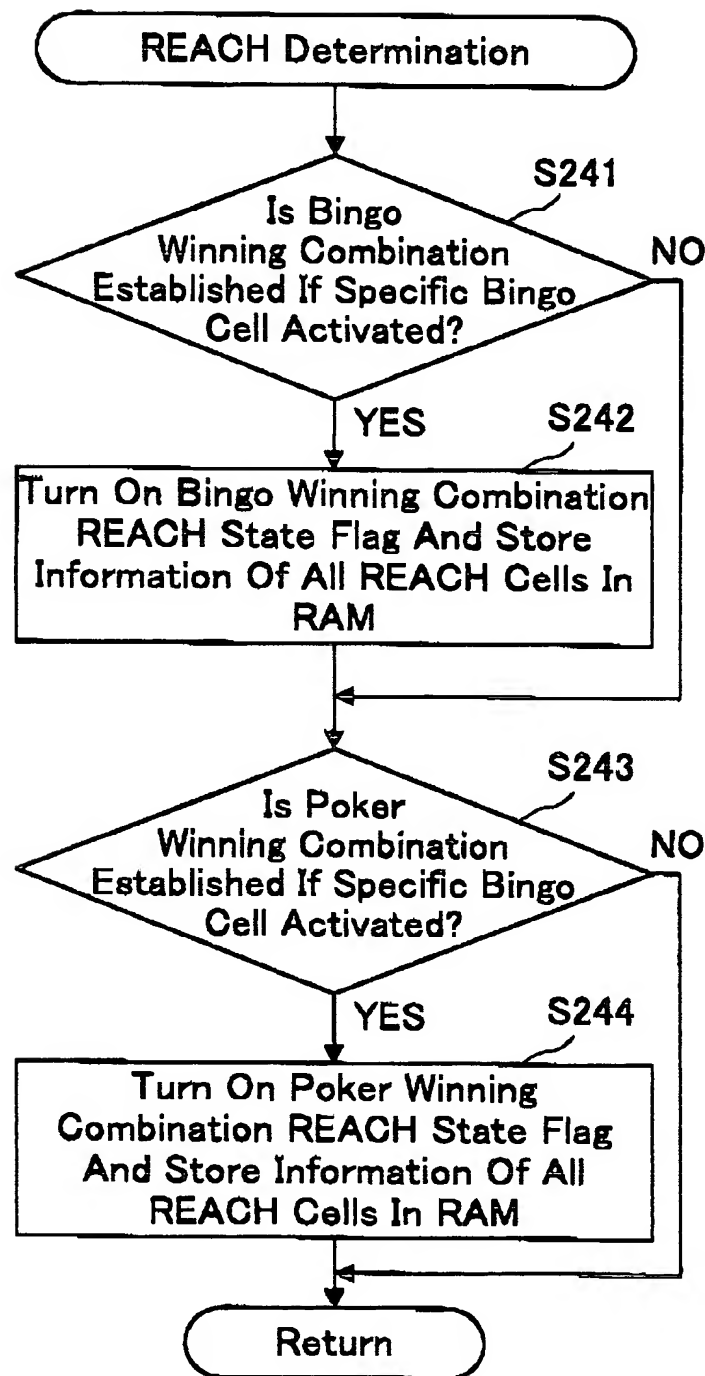 REACH Determination
S241
Is Bingo
Winning Combination
Established If Specific Bingo
Cell Activated?
NO
YES
S242
Turn On Bingo Winning Combination
REACH State Flag And Store
Information Of All REACH Cells In
RAM
S243
Is Poker
Winning Combination
Established If Specific Bingo
Cell Activated?
NO
YES
S244
Turn On Poker Winning
Combination REACH State Flag
And Store Information Of All
REACH Cells In RAM
Return